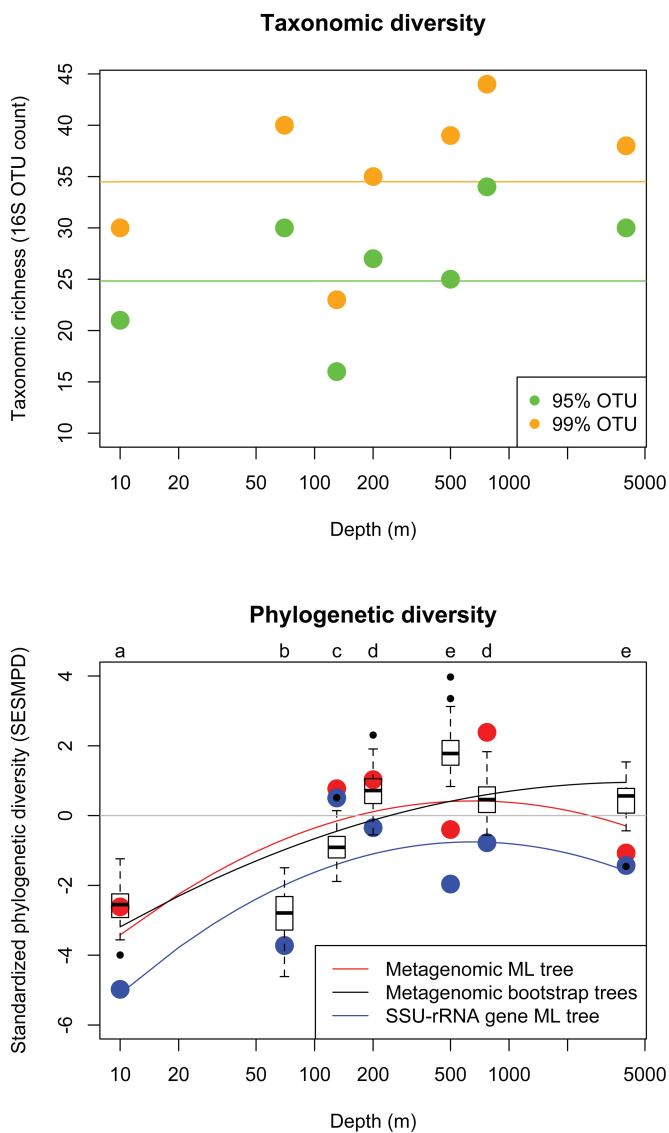 Taxonomic diversity
Taxonomic richness (16S OTU count)
45
40
35
30
25
20
15
10
95% OTU
99% OTU
10 20 50 100 200 500 1000 5000
Depth (m)
Phylogenetic diversity
Standardized phylogenetic diversity (SESMPD)
a b c d e d e
4
2
0
-2
-4
-6
Metagenomic ML tree
Metagenomic bootstrap trees
SSU-rRNA gene ML tree
10 20 50 100 200 500 1000 5000
Depth (m)